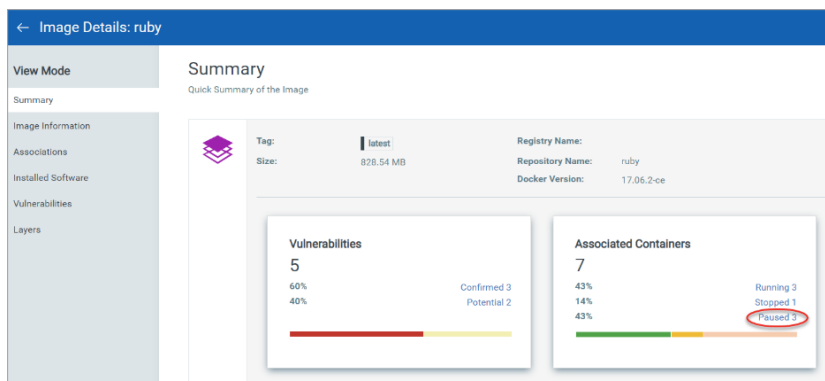 ← Image Details: ruby
View Mode
Summary
Image Information
Associations
Installed Software
Vulnerabilities
Layers
Summary
Quick Summary of the Image
Tag: latest
Size: 828.54 MB
Registry Name:
Repository Name: ruby
Docker Version: 17.06.2-ce
Vulnerabilities
5
60% Confirmed 3
40% Potential 2
Associated Containers
7
43% Running 3
14% Stopped 1
43% Paused 3